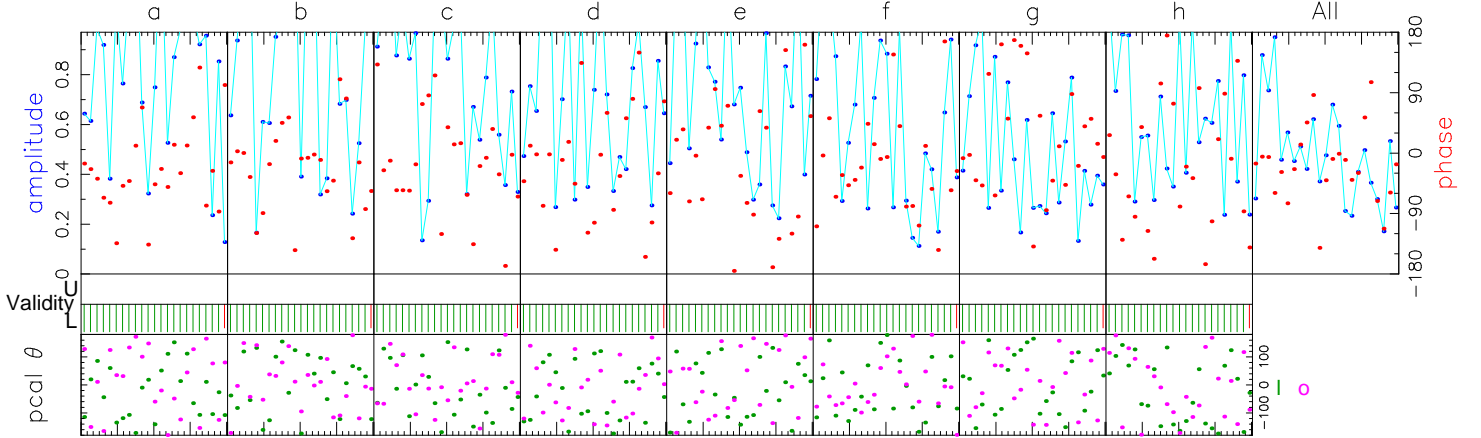 a b c d e f g h All
amplitude
0 0.2 0.4 0.6 0.8
180 90 0 −90 −180
phase
U
Validity
L
pcal θ
100 0 −100
l o